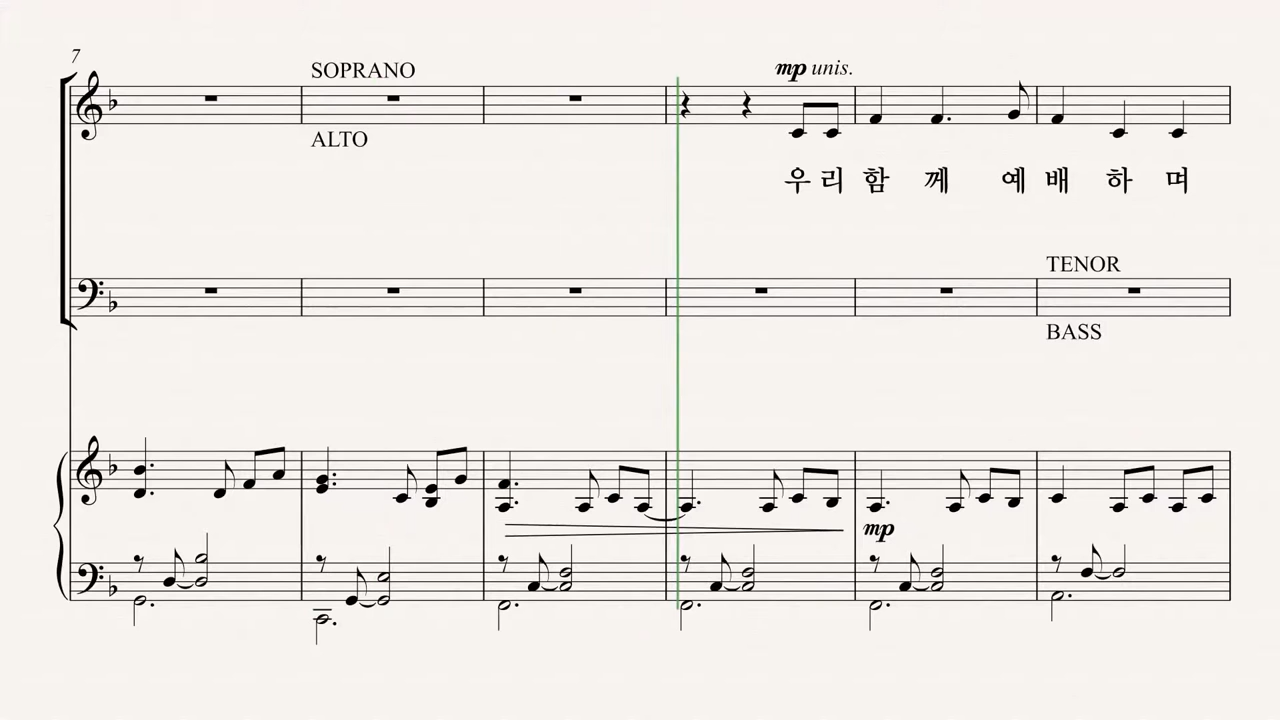 7
SOPRANO
mp unis.
ALTO
우리 함 께 예 배 하 며
TENOR
BASS
mp